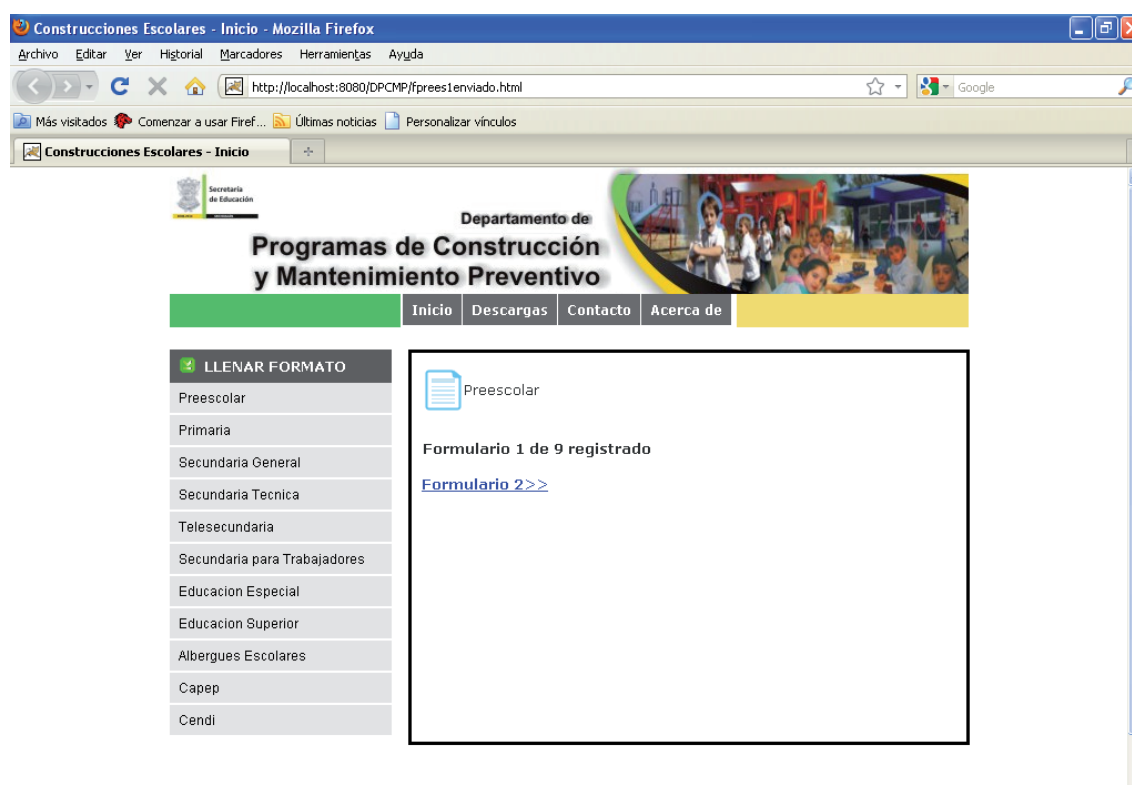 Construcciones Escolares - Inicio - Mozilla Firefox
Archivo Editar Ver Historial Marcadores Herramientas Ayuda
http://localhost:8080/DPCMP/fprees1enviado.html
Google
Más visitados Comenzar a usar Firef... Últimas noticias Personalizar vínculos
Construcciones Escolares - Inicio
Secretaría
de Educación
Departamento de
Programas de Construcción
y Mantenimiento Preventivo
Inicio Descargas Contacto Acerca de
LLENAR FORMATO
Preescolar
Primaria
Secundaria General
Secundaria Tecnica
Telesecundaria
Secundaria para Trabajadores
Educacion Especial
Educacion Superior
Albergues Escolares
Capep
Cendi
Preescolar
Formulario 1 de 9 registrado
Formulario 2>>